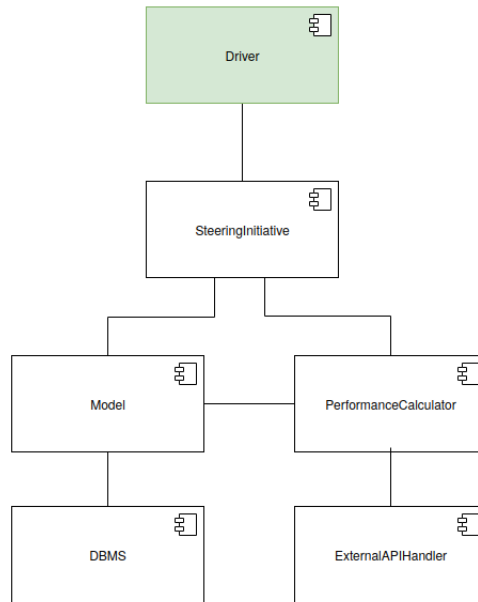 Driver
SteeringInitiative
Model
PerformanceCalculator
DBMS
ExternalAPIHandler